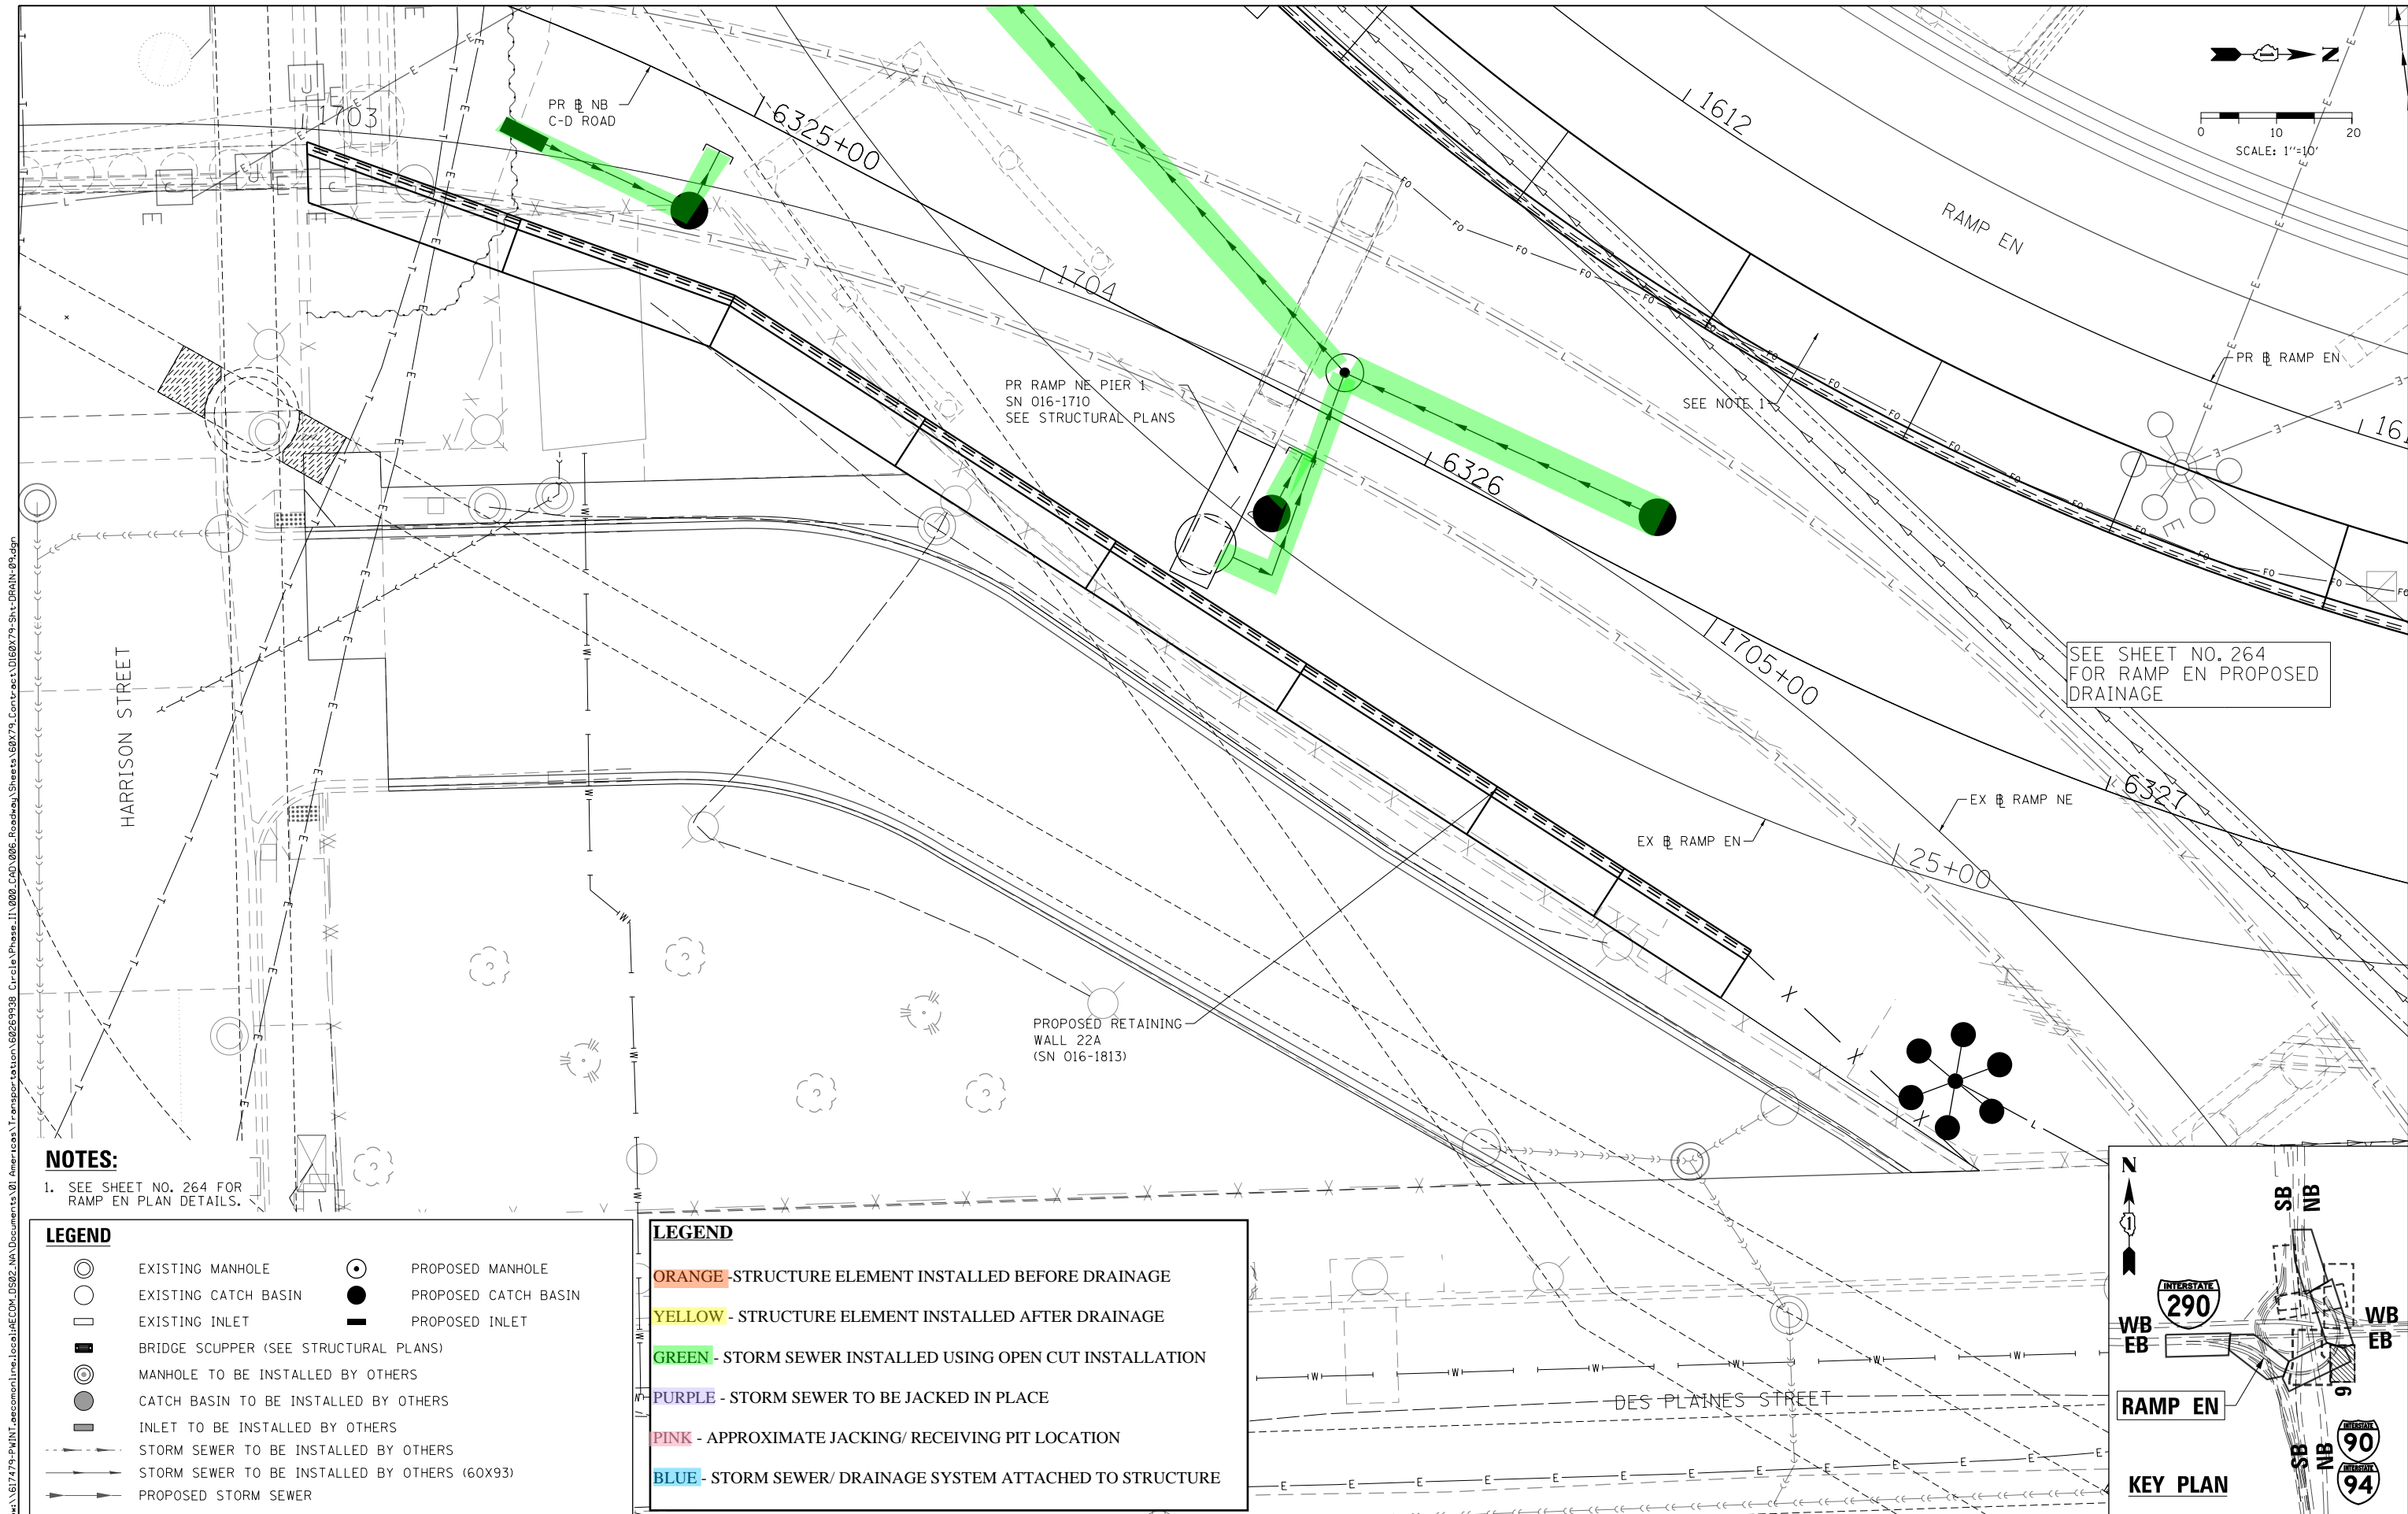 1703
PR ⅊ NB
C-D ROAD
6325+00
1704
1612
RAMP EN
N
0 10 20
SCALE: 1"=10'
PR ⅊ RAMP EN
161
SEE NOTE 1
PR RAMP NE PIER 1
SN 016-1710
SEE STRUCTURAL PLANS
6326
1705+00
SEE SHEET NO. 264
FOR RAMP EN PROPOSED
DRAINAGE
6327
EX ⅊ RAMP NE
EX ⅊ RAMP EN
25+00
HARRISON STREET
PROPOSED RETAINING
WALL 22A
(SN 016-1813)
DES PLAINES STREET
NOTES:
1. SEE SHEET NO. 264 FOR
RAMP EN PLAN DETAILS.
LEGEND
EXISTING MANHOLE
EXISTING CATCH BASIN
EXISTING INLET
BRIDGE SCUPPER (SEE STRUCTURAL PLANS)
MANHOLE TO BE INSTALLED BY OTHERS
CATCH BASIN TO BE INSTALLED BY OTHERS
INLET TO BE INSTALLED BY OTHERS
STORM SEWER TO BE INSTALLED BY OTHERS
STORM SEWER TO BE INSTALLED BY OTHERS (60X93)
PROPOSED STORM SEWER
PROPOSED MANHOLE
PROPOSED CATCH BASIN
PROPOSED INLET
LEGEND
ORANGE -STRUCTURE ELEMENT INSTALLED BEFORE DRAINAGE
YELLOW - STRUCTURE ELEMENT INSTALLED AFTER DRAINAGE
GREEN - STORM SEWER INSTALLED USING OPEN CUT INSTALLATION
PURPLE - STORM SEWER TO BE JACKED IN PLACE
PINK - APPROXIMATE JACKING/ RECEIVING PIT LOCATION
BLUE - STORM SEWER/ DRAINAGE SYSTEM ATTACHED TO STRUCTURE
N
SB
NB
INTERSTATE
290
WB
EB
WB
EB
9
RAMP EN
SB
NB
INTERSTATE
90
INTERSTATE
94
KEY PLAN